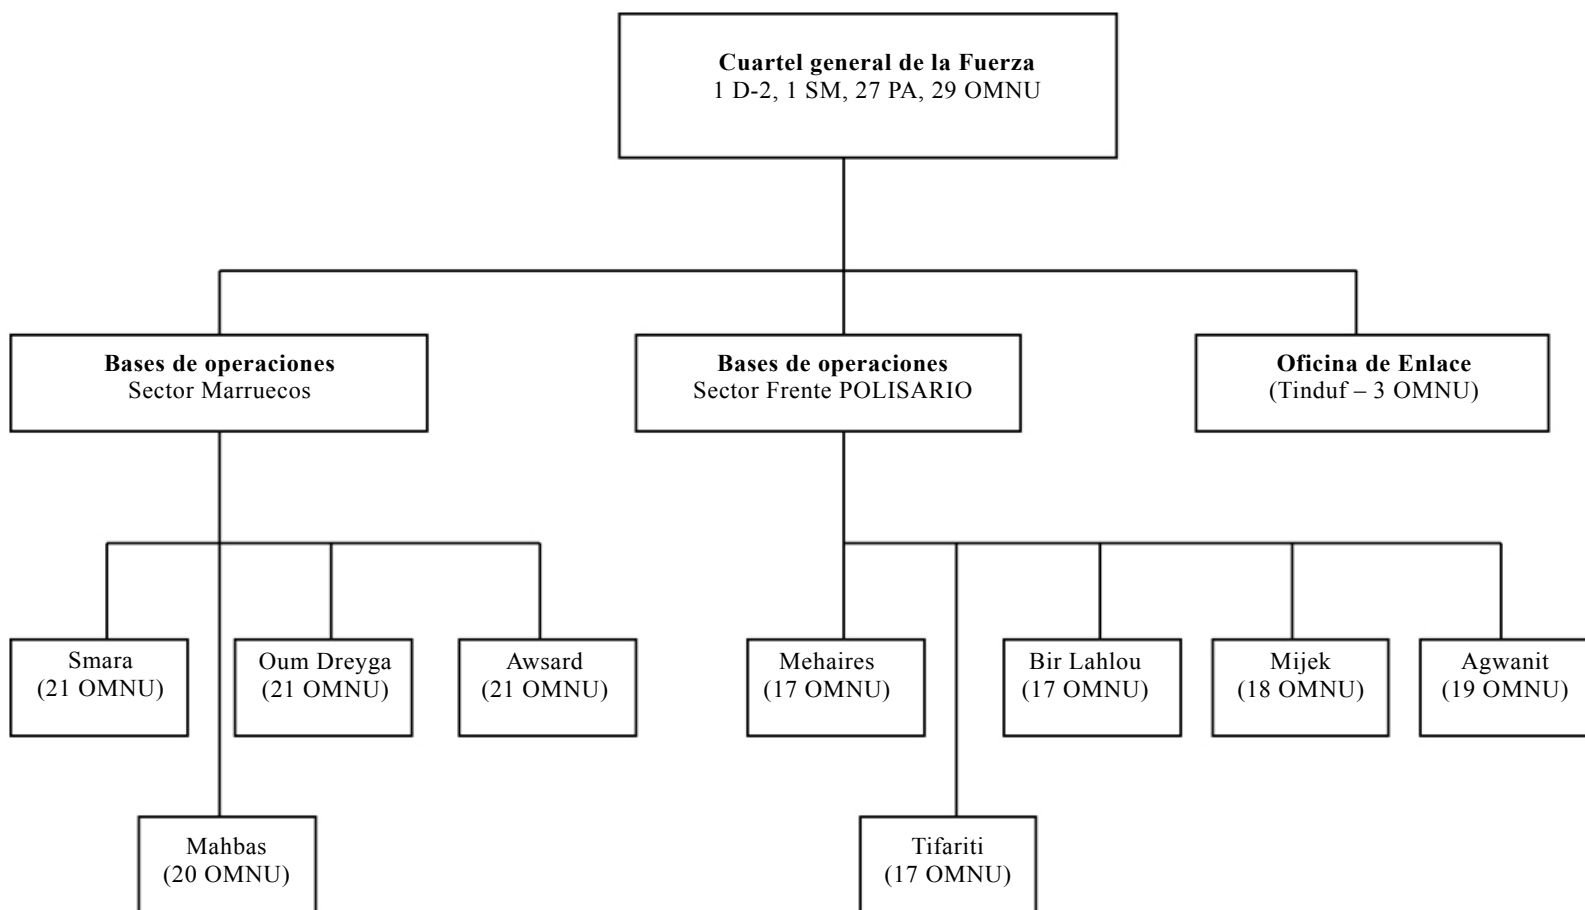 Cuartel general de la Fuerza
1 D-2, 1 SM, 27 PA, 29 OMNU
Bases de operaciones
Sector Marruecos
Bases de operaciones
Sector Frente POLISARIO
Oficina de Enlace
(Tinduf – 3 OMNU)
Smara
(21 OMNU)
Oum Dreyga
(21 OMNU)
Awsard
(21 OMNU)
Mehaires
(17 OMNU)
Bir Lahlou
(17 OMNU)
Mijek
(18 OMNU)
Agwanit
(19 OMNU)
Mahbas
(20 OMNU)
Tifariti
(17 OMNU)